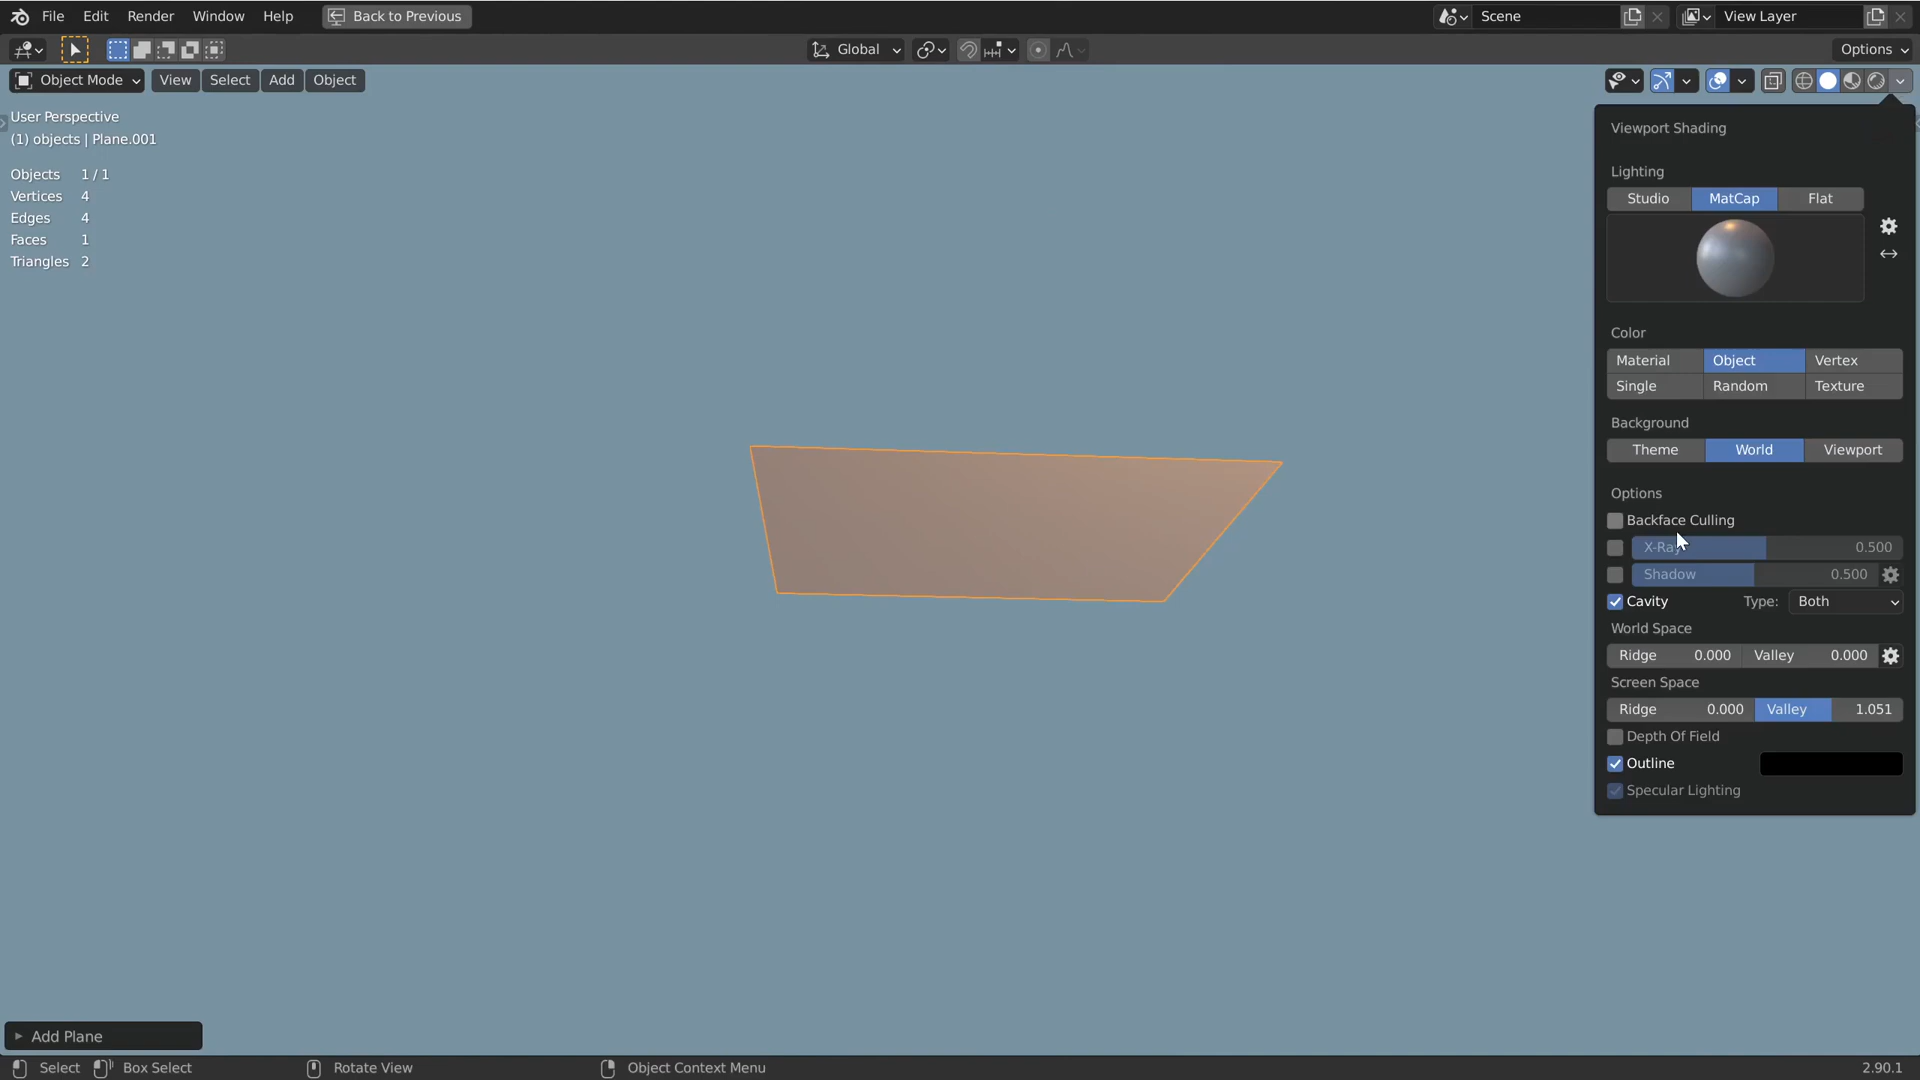 File Edit Render Window Help Back to Previous Scene View Layer
Global Options
Object Mode View Select Add Object
User Perspective
(1) objects | Plane.001
Objects 1 / 1
Vertices 4
Edges 4
Faces 1
Triangles 2
Viewport Shading
Lighting
Studio MatCap Flat
Color
Material Object Vertex
Single Random Texture
Background
Theme World Viewport
Options
Backface Culling
X-Ray 0.500
Shadow 0.500
Cavity Type: Both
World Space
Ridge 0.000 Valley 0.000
Screen Space
Ridge 0.000 Valley 1.051
Depth Of Field
Outline
Specular Lighting
Add Plane
Select Box Select Rotate View Object Context Menu 2.90.1